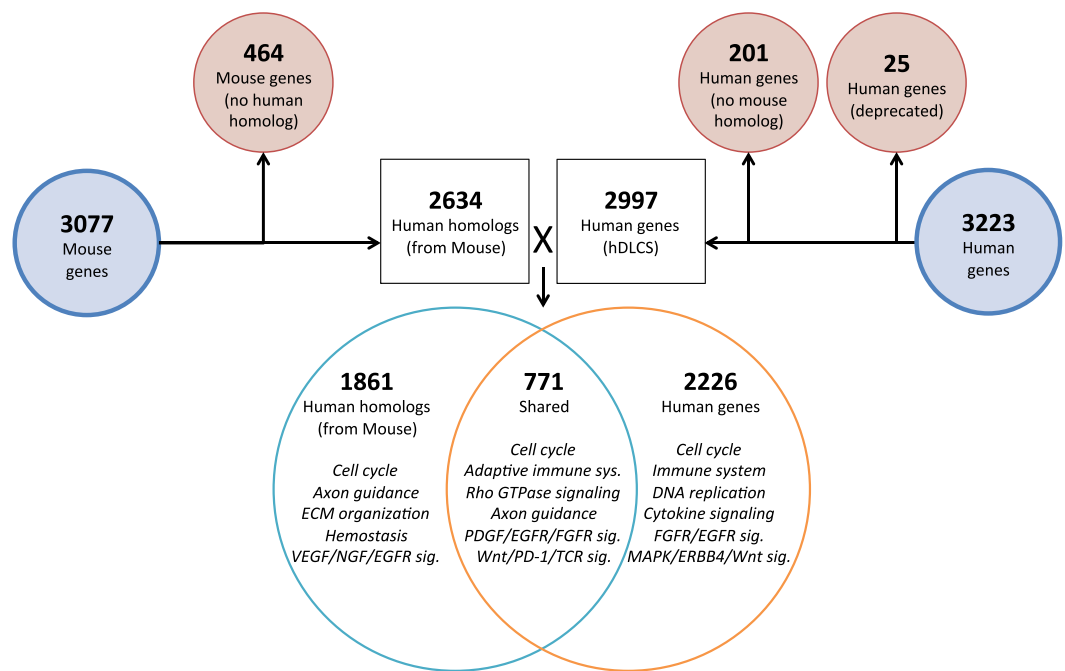 464
Mouse genes
(no human
homolog)
201
Human genes
(no mouse
homolog)
25
Human genes
(deprecated)
3077
Mouse
genes
2634
Human homologs
(from Mouse)
X
2997
Human genes
(hDLCS)
3223
Human
genes
1861
Human homologs
(from Mouse)
Cell cycle
Axon guidance
ECM organization
Hemostasis
VEGF/NGF/EGFR sig.
771
Shared
Cell cycle
Adaptive immune sys.
Rho GTPase signaling
Axon guidance
PDGF/EGFR/FGFR sig.
Wnt/PD-1/TCR sig.
2226
Human genes
Cell cycle
Immune system
DNA replication
Cytokine signaling
FGFR/EGFR sig.
MAPK/ERBB4/Wnt sig.